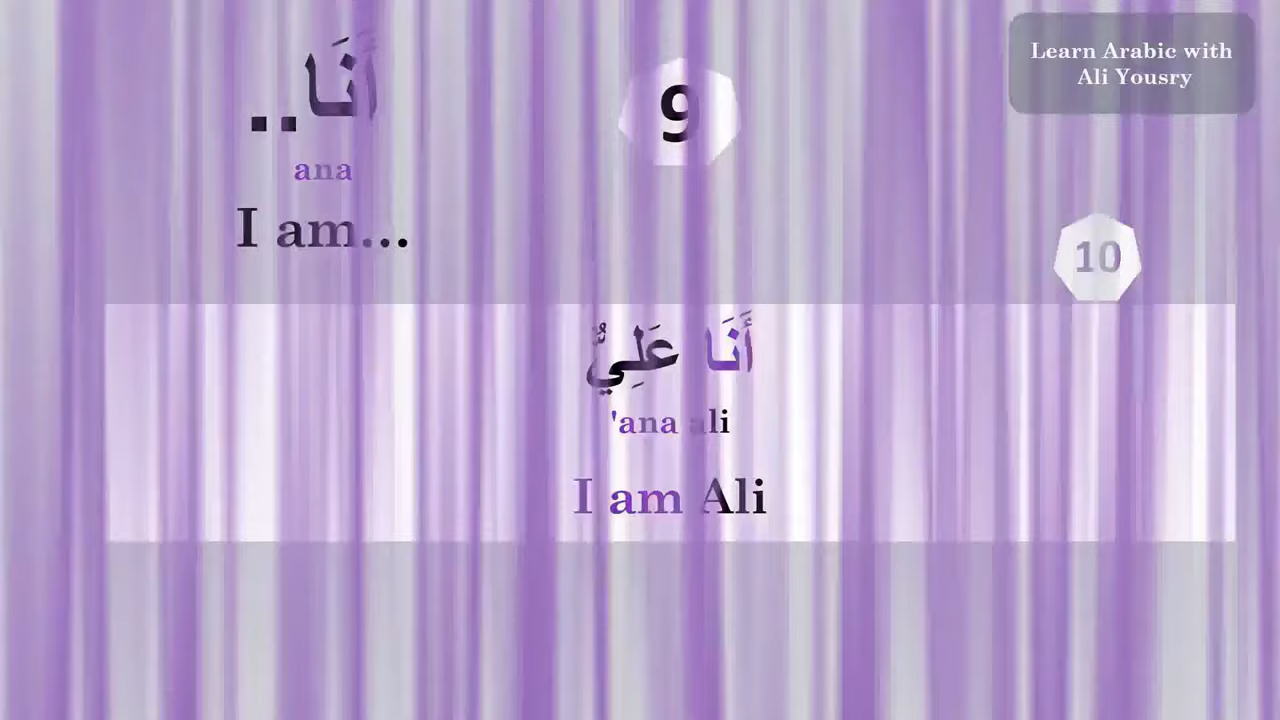 أَنَا..
ana
I am...
9
Learn Arabic with
Ali Yousry
10
أَنَا عَلِيٌّ
'ana ali
I am Ali